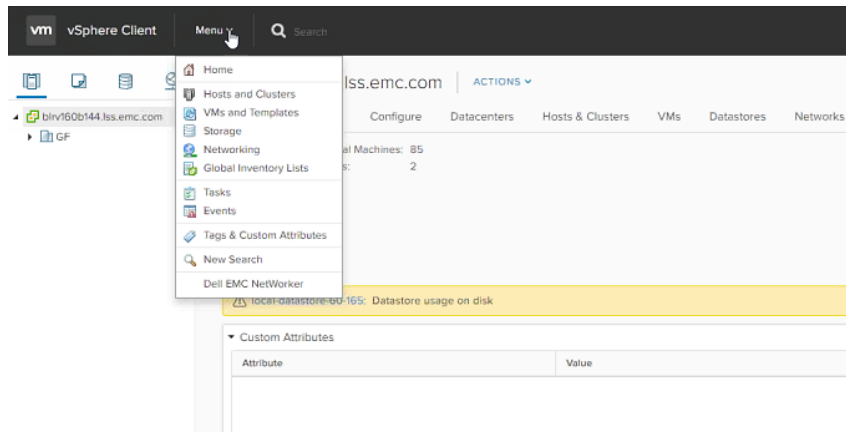 vm vSphere Client Menu Search
Home
Hosts and Clusters
VMs and Templates
Storage
Networking
Global Inventory Lists
Tasks
Events
Tags & Custom Attributes
New Search
Dell EMC NetWorker
blrv160b144.lss.emc.com
GF
lss.emc.com ACTIONS
Configure Datacenters Hosts & Clusters VMs Datastores Networks
al Machines: 85
s: 2
local-datastore-60-165: Datastore usage on disk
Custom Attributes
Attribute Value